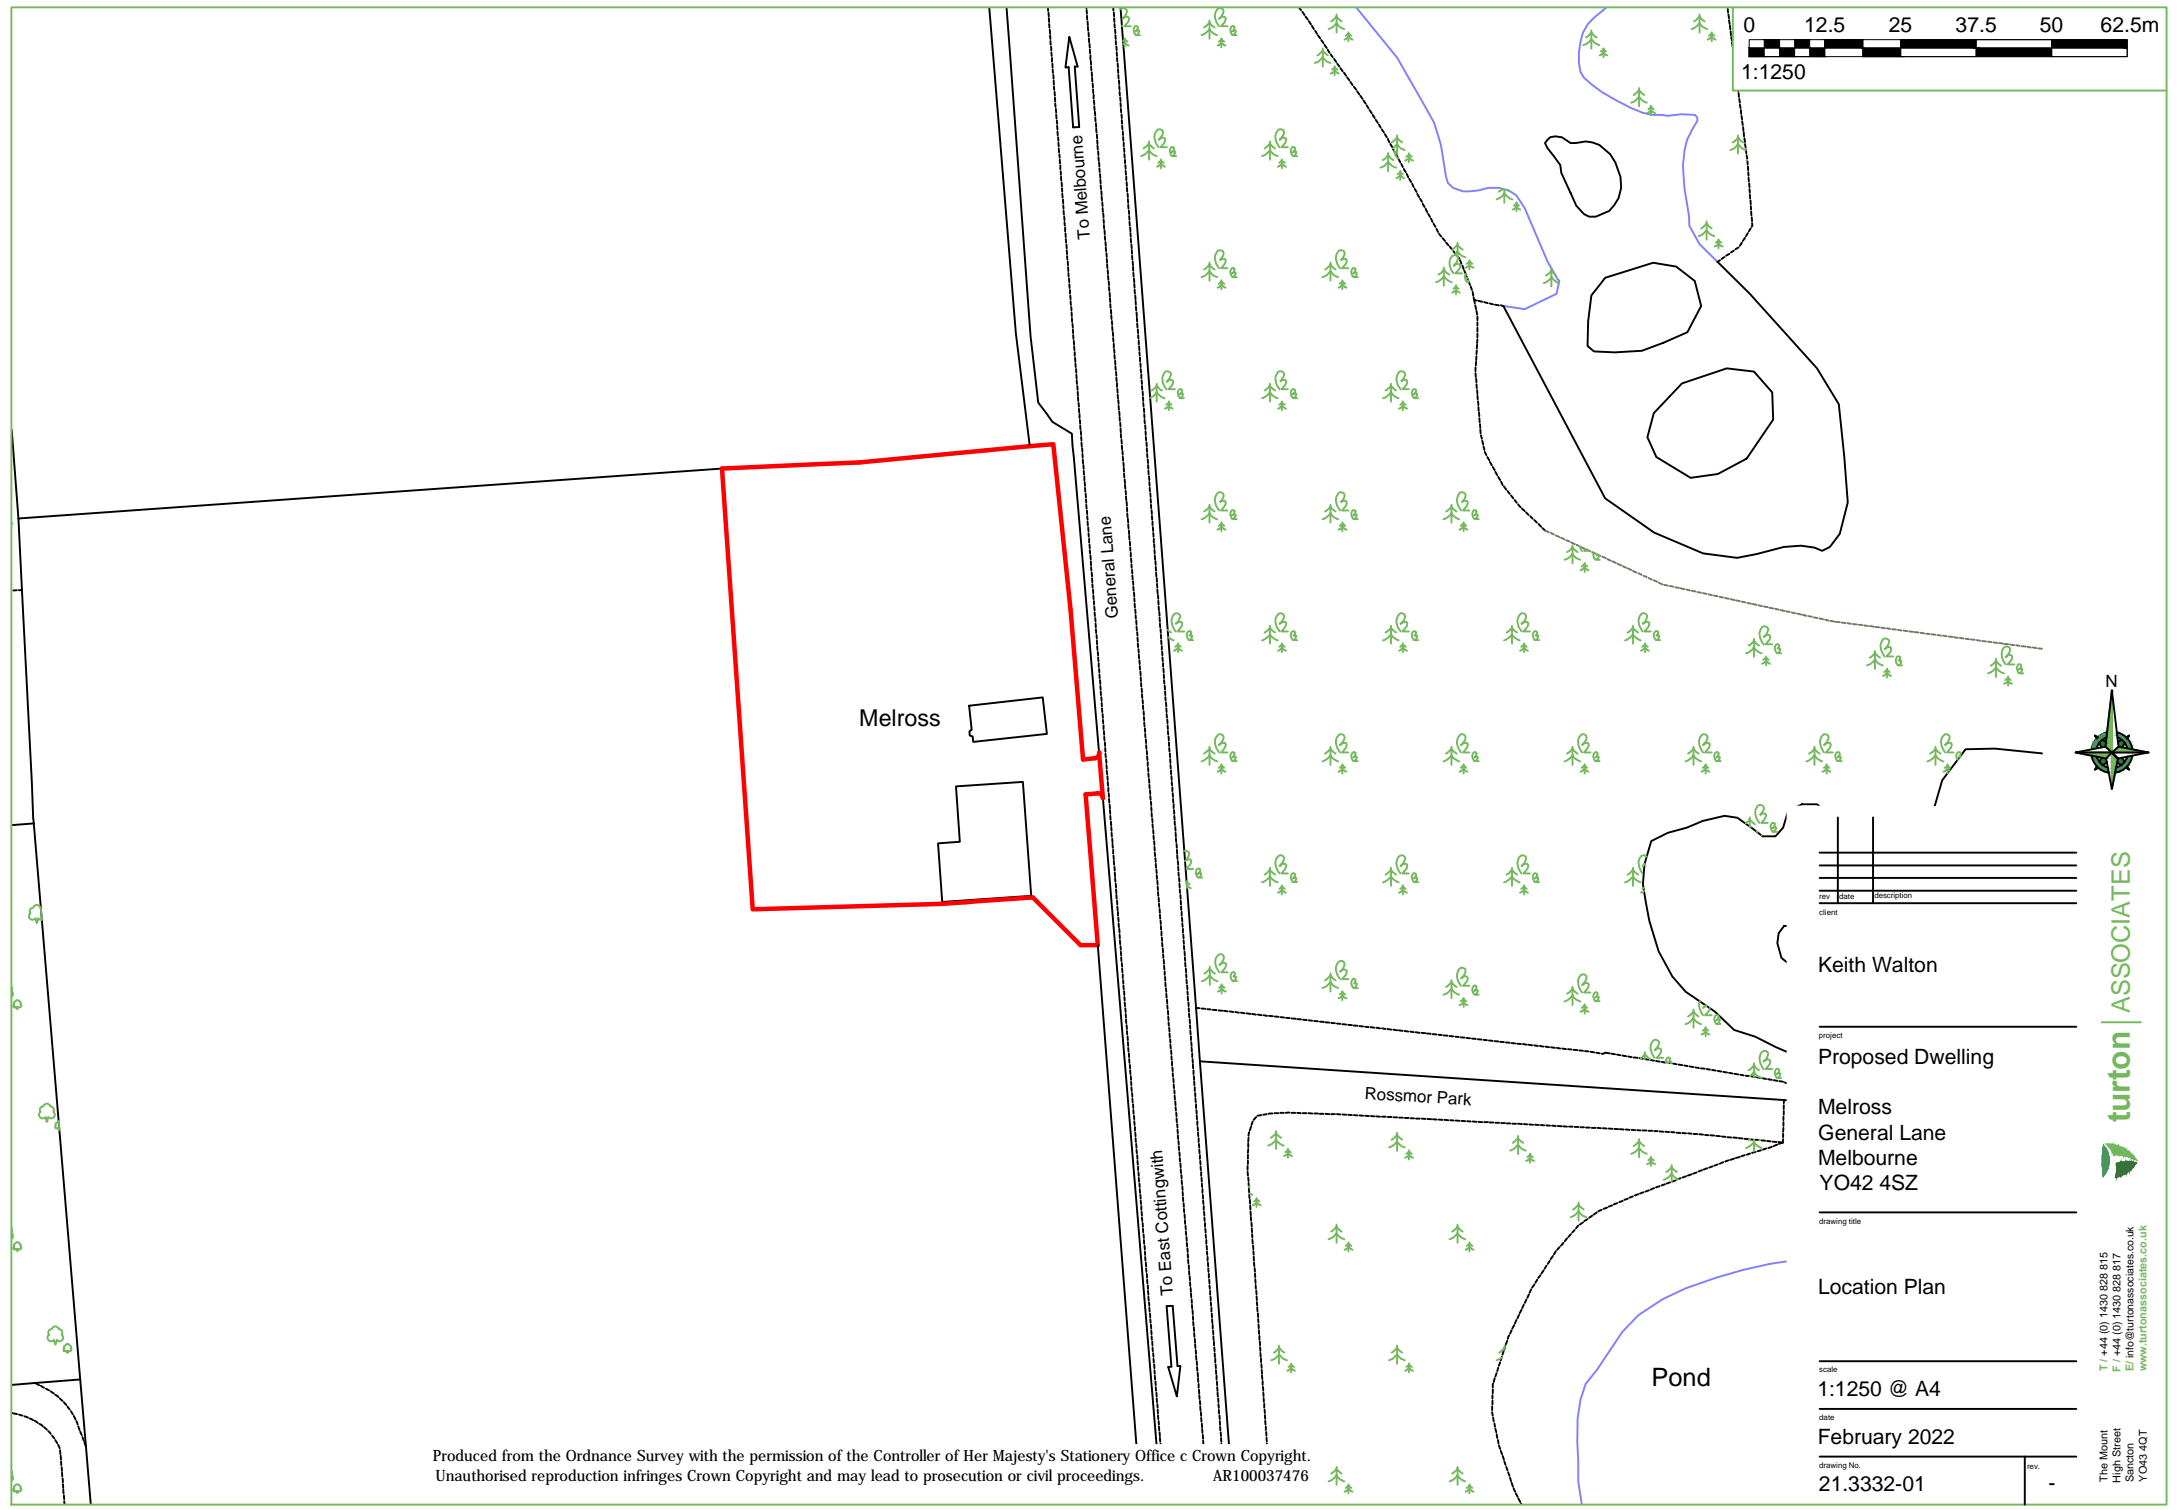 0 12.5 25 37.5 50 62.5m
1:1250
To Melbourne
General Lane
Melross
N
rev date description
client
Keith Walton
project
Proposed Dwelling
Melross
General Lane
Melbourne
YO42 4SZ
drawing title
Location Plan
scale
1:1250 @ A4
date
February 2022
drawing No.
rev.
21.3332-01
-
turton | ASSOCIATES
T / +44 (0) 1430 828 815
F / +44 (0) 1430 828 817
E/ info@turtonassociates.co.uk
www.turtonassociates.co.uk
The Mount
High Street
Sancton
YO43 4QT
Rossmor Park
To East Cottingwith
Pond
Produced from the Ordnance Survey with the permission of the Controller of Her Majesty's Stationery Office c Crown Copyright.
Unauthorised reproduction infringes Crown Copyright and may lead to prosecution or civil proceedings. AR100037476